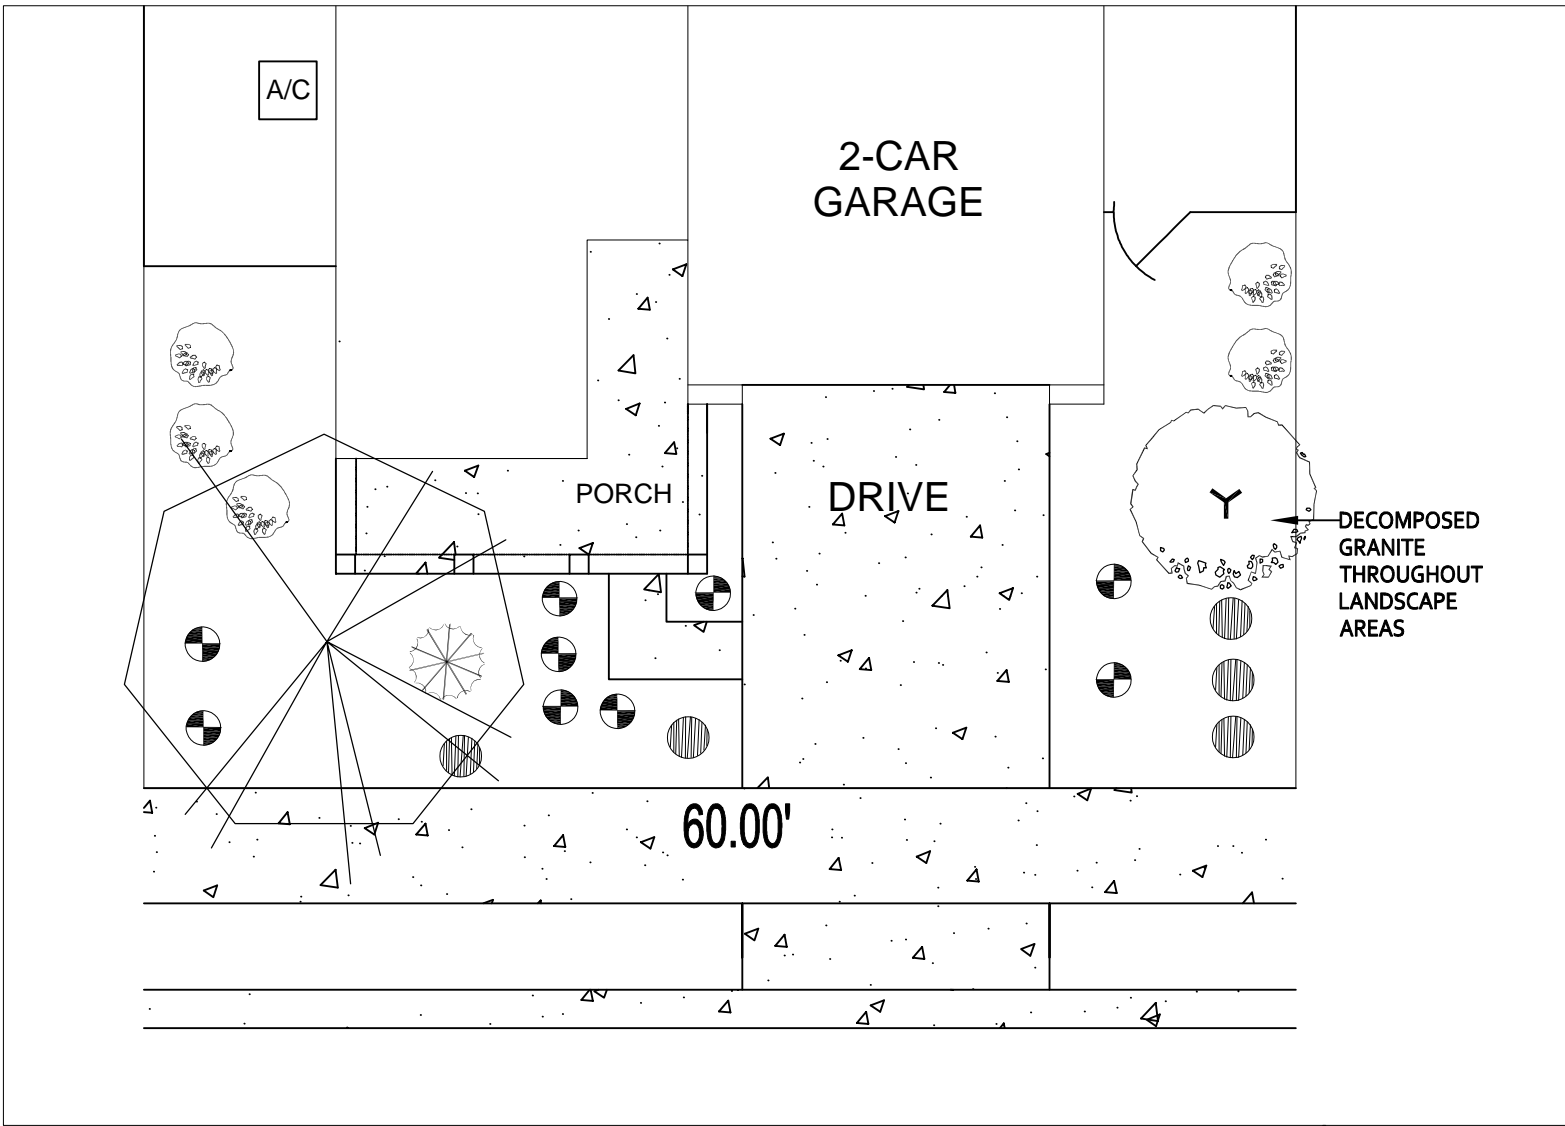 A/C
2-CAR
GARAGE
PORCH
DRIVE
DECOMPOSED
GRANITE
THROUGHOUT
LANDSCAPE
AREAS
60.00'